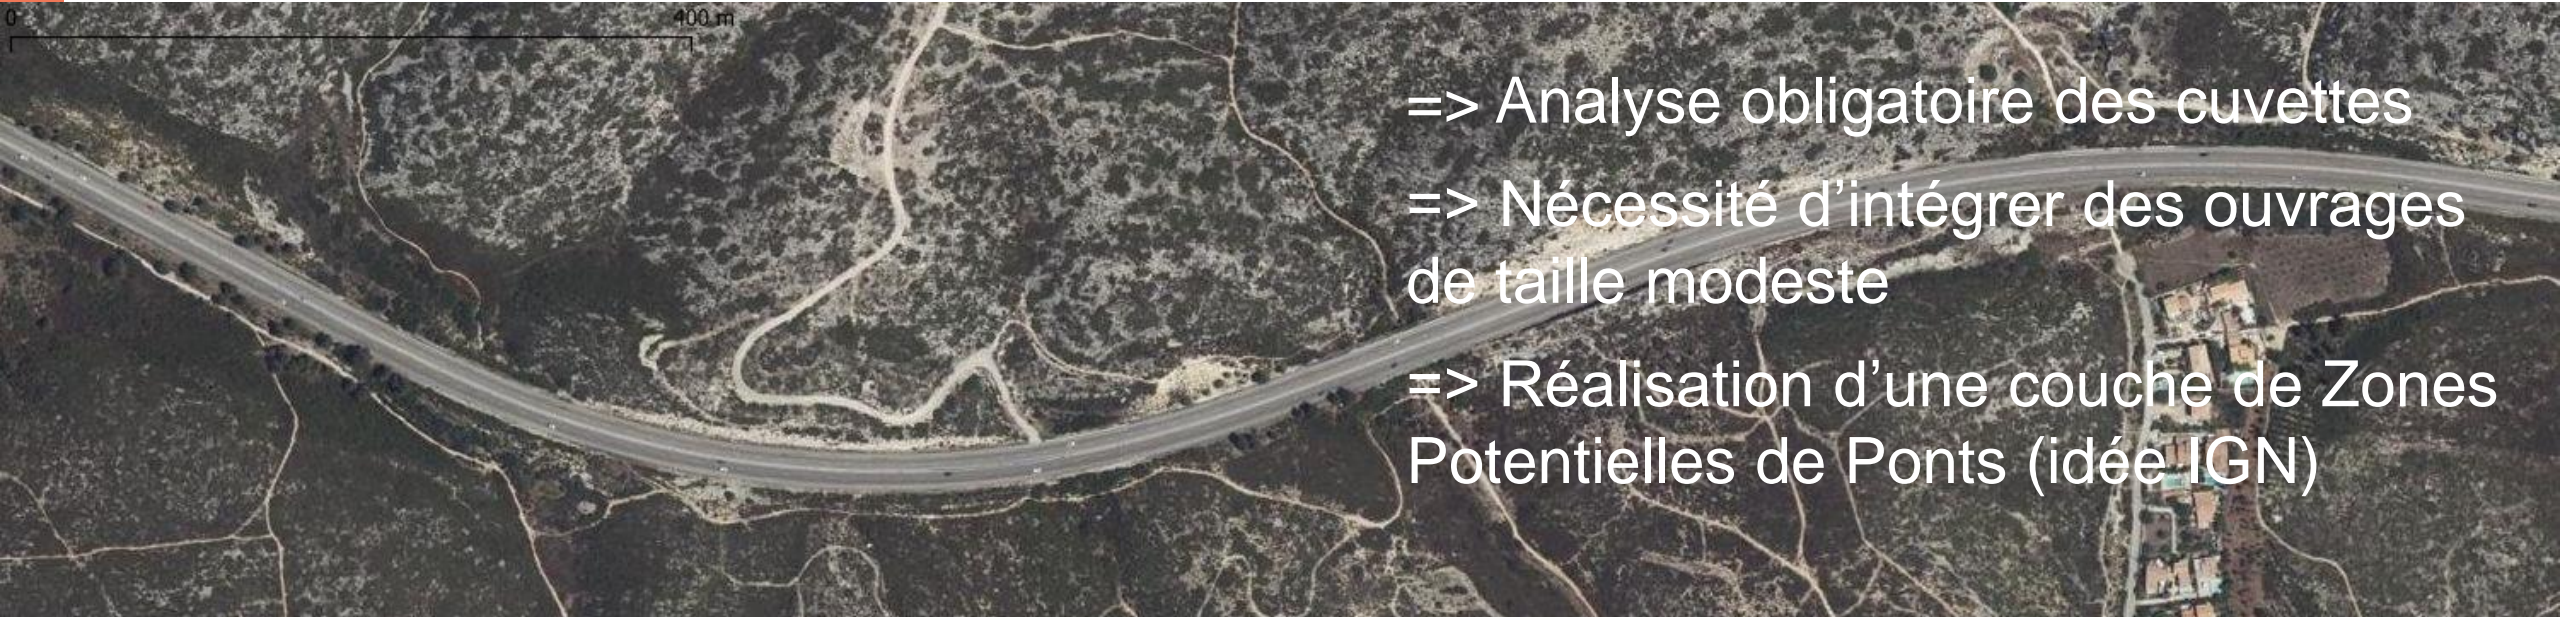 0
400 m
=> Analyse obligatoire des cuvettes
=> Nécessité d’intégrer des ouvrages
de taille modeste
=> Réalisation d’une couche de Zones
Potentielles de Ponts (idée IGN)